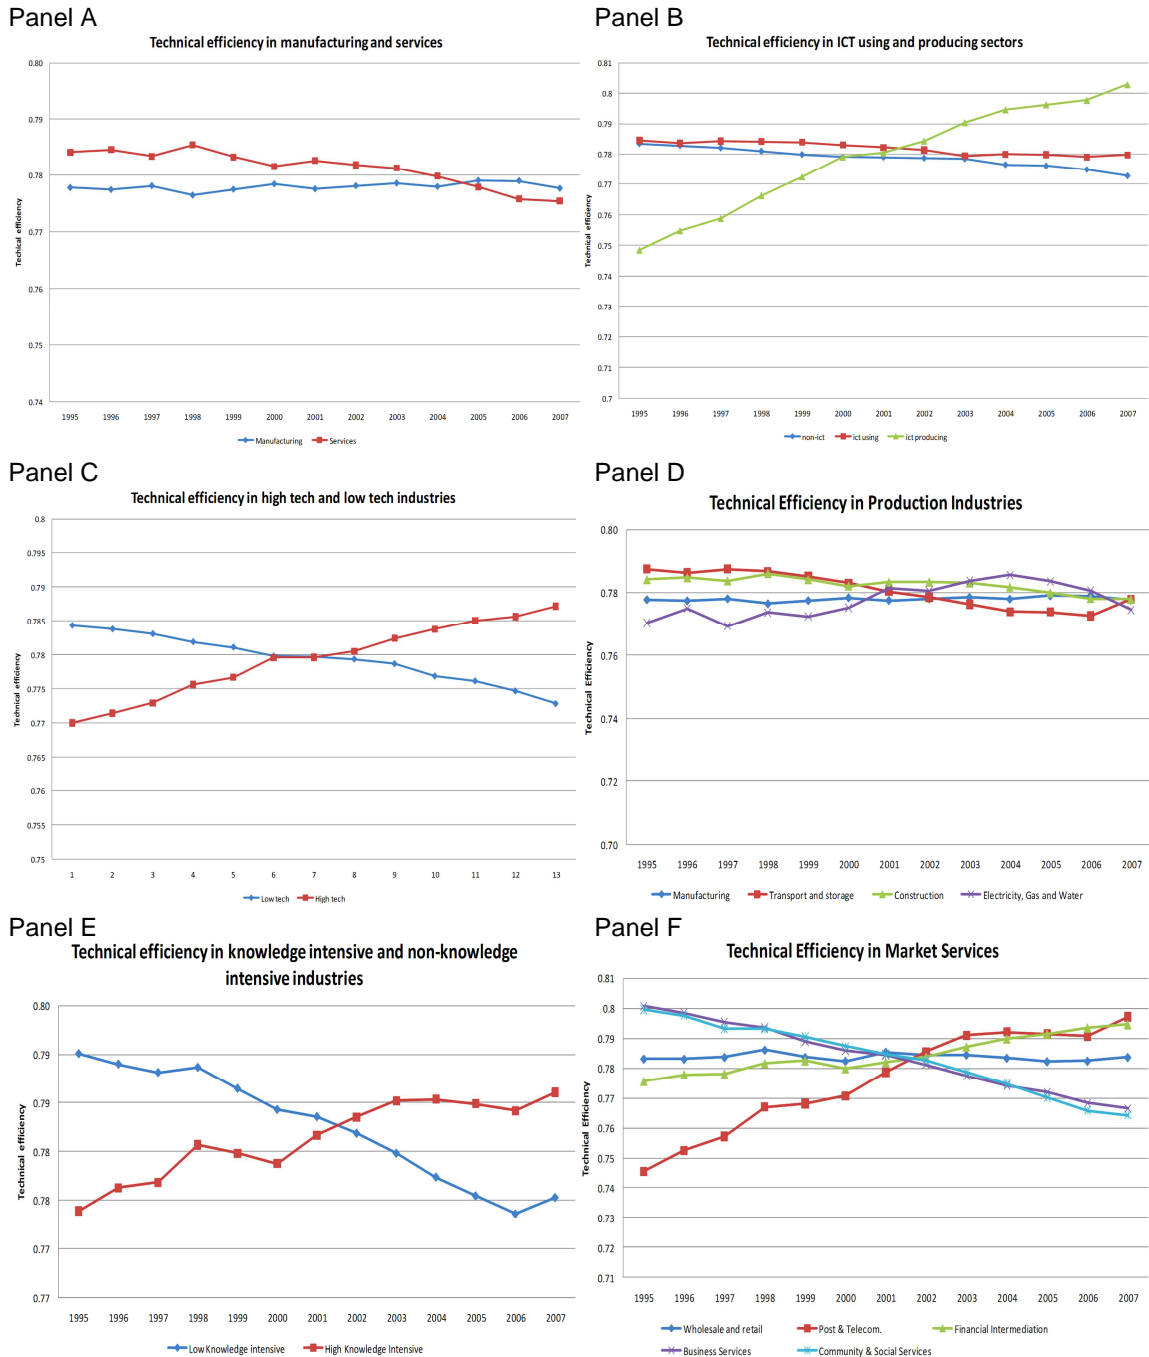 Panel A
Technical efficiency in manufacturing and services
0.80
0.79
0.78
0.77
0.76
0.75
0.74
Techical efficiency
1995 1996 1997 1998 1999 2000 2001 2002 2003 2004 2005 2006 2007
Manufacturing Services
Panel B
Technical efficiency in ICT using and producing sectors
0.81
0.8
0.79
0.78
0.77
0.76
0.75
0.74
0.73
0.72
0.71
0.7
Technical efficiency
1995 1996 1997 1998 1999 2000 2001 2002 2003 2004 2005 2006 2007
non-ict ict using ict producing
Panel C
Technical efficiency in high tech and low tech industries
0.8
0.795
0.79
0.785
0.78
0.775
0.77
0.765
0.76
0.755
0.75
Technical efficiency
1 2 3 4 5 6 7 8 9 10 11 12 13
Low tech High tech
Panel D
Technical Efficiency in Production Industries
0.80
0.78
0.76
0.74
0.72
0.70
Technical Efficiency
1995 1996 1997 1998 1999 2000 2001 2002 2003 2004 2005 2006 2007
Manufacturing Transport and storage Construction Electricity, Gas and Water
Panel E
Technical efficiency in knowledge intensive and non-knowledge
intensive industries
0.80
0.79
0.79
0.78
0.78
0.77
0.77
Technical efficiency
1995 1996 1997 1998 1999 2000 2001 2002 2003 2004 2005 2006 2007
Low Knowledge intensive High Knowledge Intensive
Panel F
Technical Efficiency in Market Services
0.81
0.8
0.79
0.78
0.77
0.76
0.75
0.74
0.73
0.72
0.71
Technical Efficiency
1995 1996 1997 1998 1999 2000 2001 2002 2003 2004 2005 2006 2007
Wholesale and retail Post & Telecom. Financial Intermediation
Business Services Community & Social Services